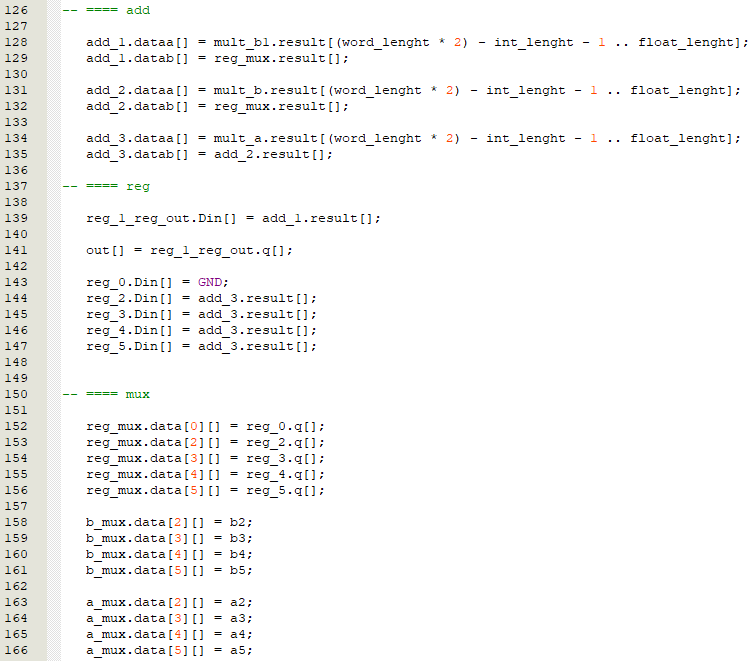 126 -- ==== add
127
128 add_1.dataa[] = mult_b1.result[(word_lenght * 2) - int_lenght - 1 .. float_lenght];
129 add_1.datab[] = reg_mux.result[];
130
131 add_2.dataa[] = mult_b.result[(word_lenght * 2) - int_lenght - 1 .. float_lenght];
132 add_2.datab[] = reg_mux.result[];
133
134 add_3.dataa[] = mult_a.result[(word_lenght * 2) - int_lenght - 1 .. float_lenght];
135 add_3.datab[] = add_2.result[];
136
137 -- ==== reg
138
139 reg_1_reg_out.Din[] = add_1.result[];
140
141 out[] = reg_1_reg_out.q[];
142
143 reg_0.Din[] = GND;
144 reg_2.Din[] = add_3.result[];
145 reg_3.Din[] = add_3.result[];
146 reg_4.Din[] = add_3.result[];
147 reg_5.Din[] = add_3.result[];
148
149
150 -- ==== mux
151
152 reg_mux.data[0][] = reg_0.q[];
153 reg_mux.data[2][] = reg_2.q[];
154 reg_mux.data[3][] = reg_3.q[];
155 reg_mux.data[4][] = reg_4.q[];
156 reg_mux.data[5][] = reg_5.q[];
157
158 b_mux.data[2][] = b2;
159 b_mux.data[3][] = b3;
160 b_mux.data[4][] = b4;
161 b_mux.data[5][] = b5;
162
163 a_mux.data[2][] = a2;
164 a_mux.data[3][] = a3;
165 a_mux.data[4][] = a4;
166 a_mux.data[5][] = a5;